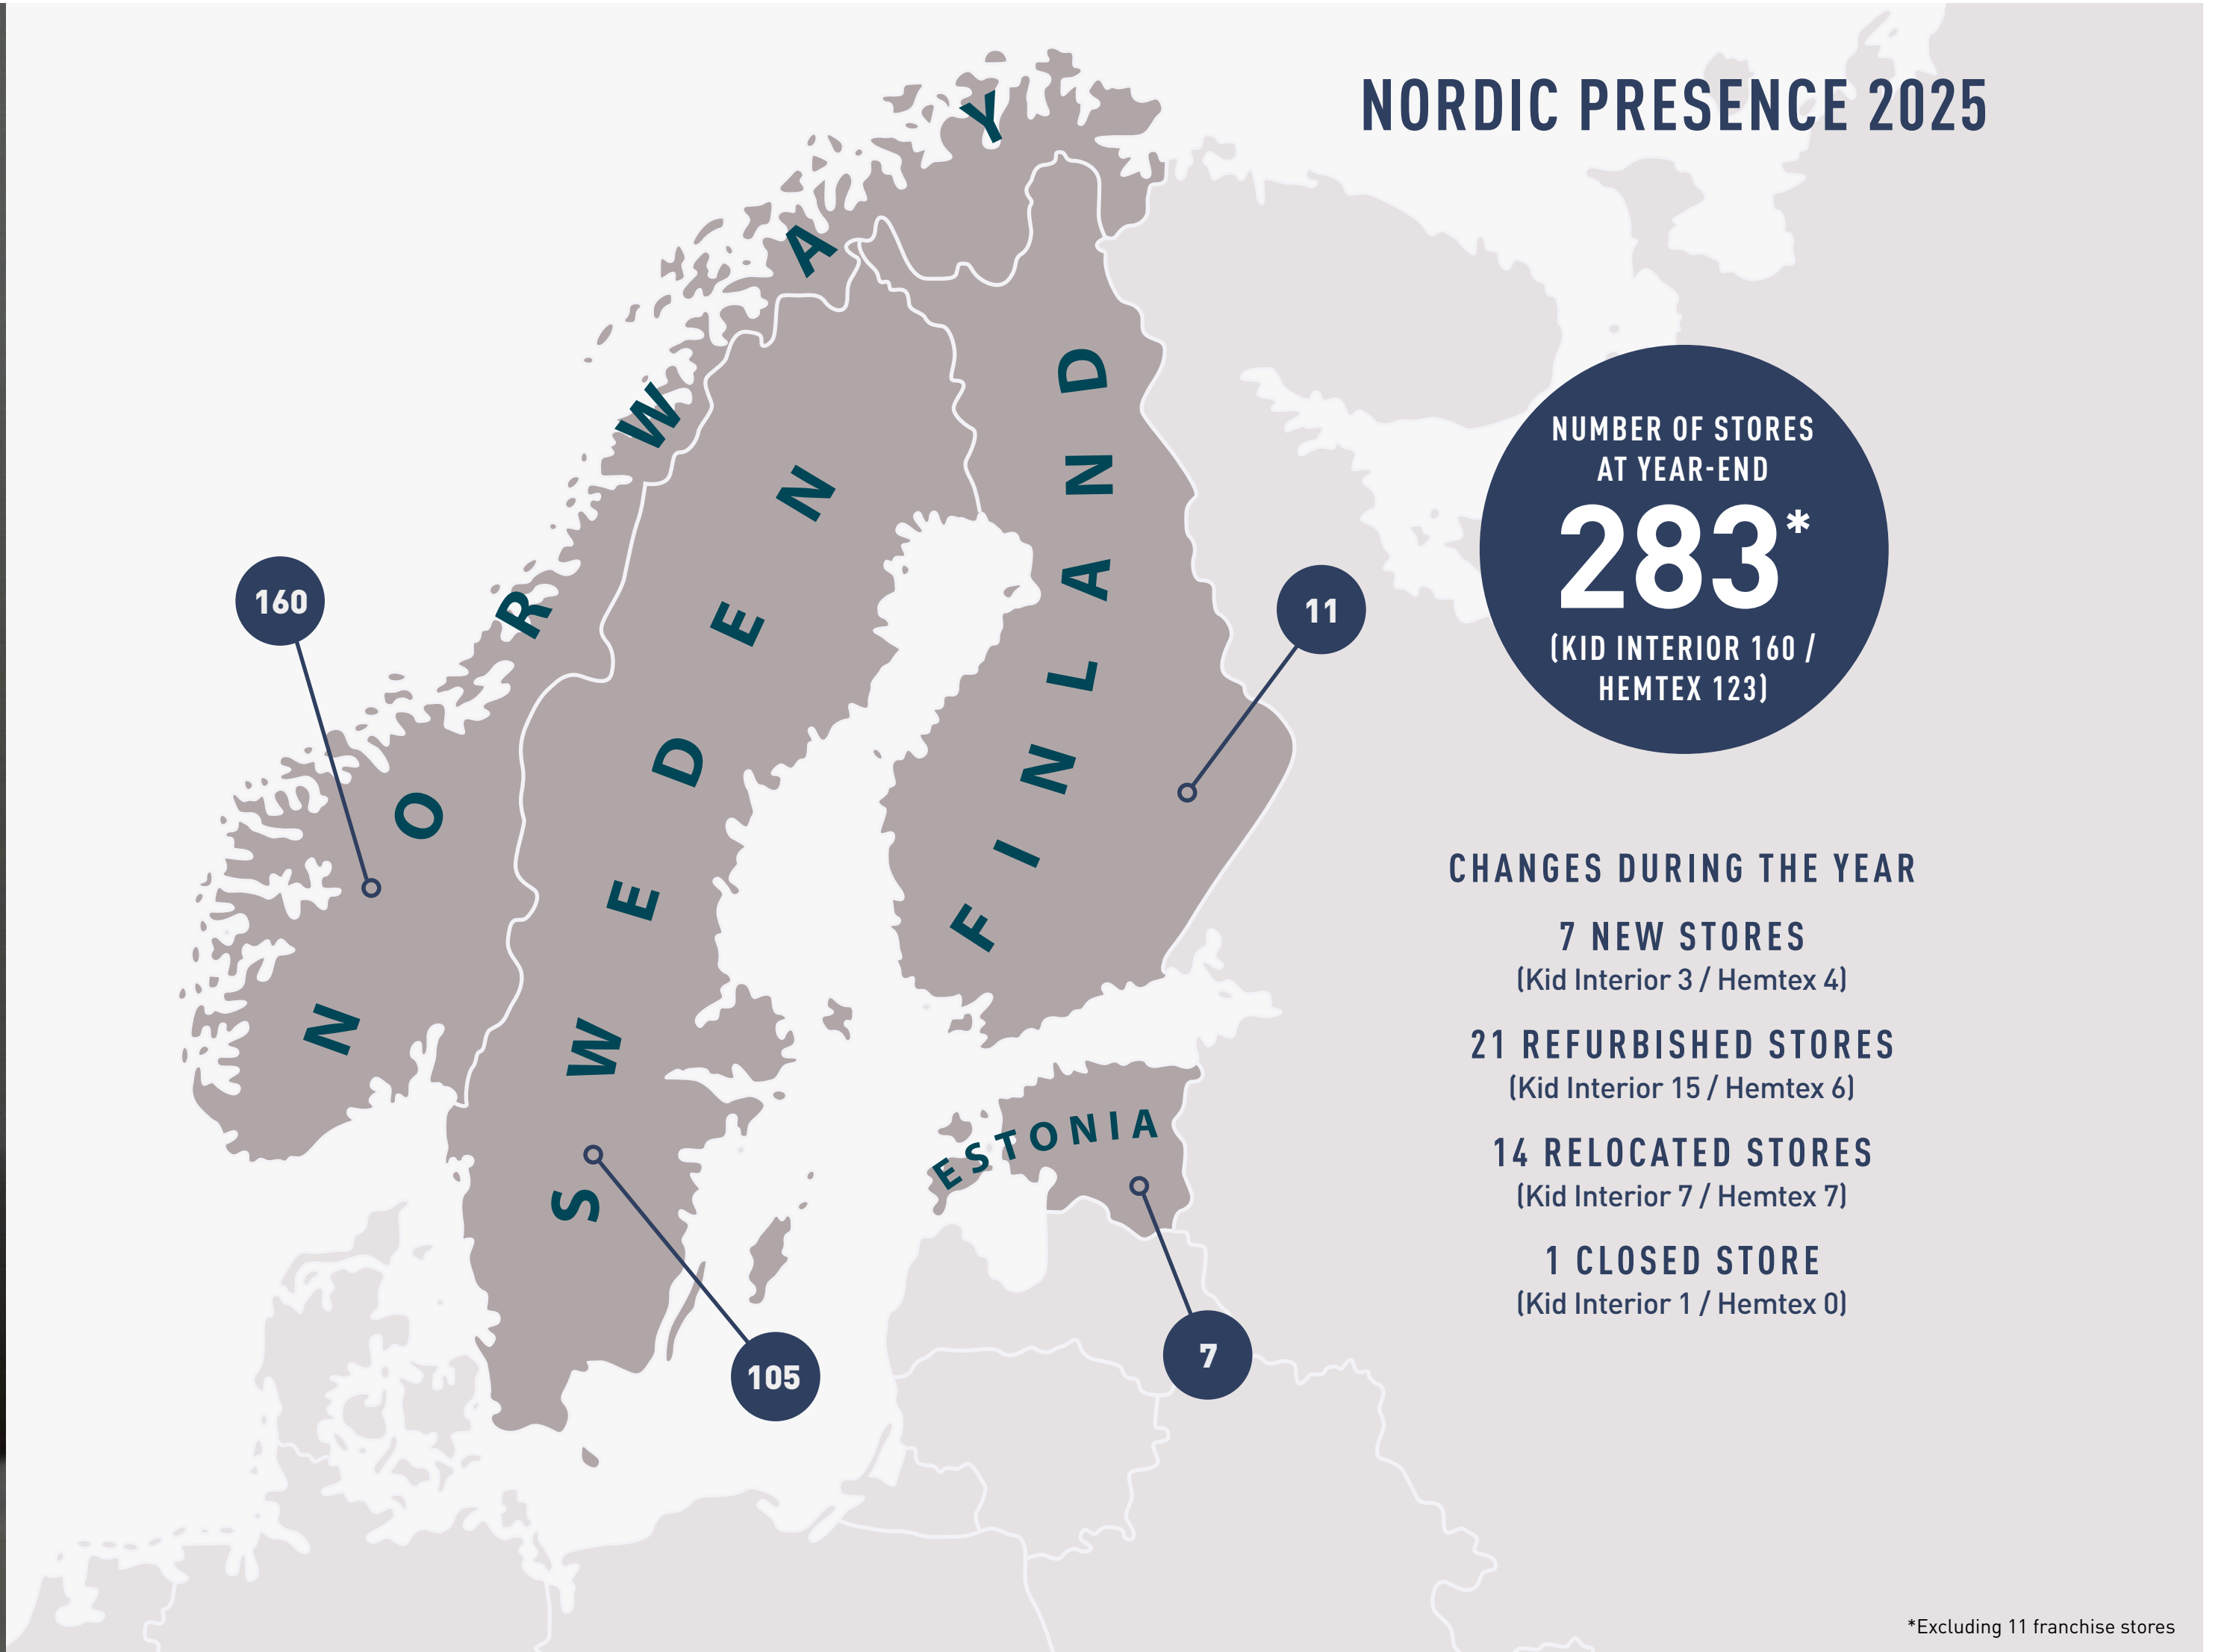 NORDIC PRESENCE 2025
NORWAY
SWEDEN
FINLAND
ESTONIA
160
11
105
7
NUMBER OF STORES
AT YEAR-END
283*
(KID INTERIOR 160 /
HEMTEX 123)
CHANGES DURING THE YEAR
7 NEW STORES
(Kid Interior 3 / Hemtex 4)
21 REFURBISHED STORES
(Kid Interior 15 / Hemtex 6)
14 RELOCATED STORES
(Kid Interior 7 / Hemtex 7)
1 CLOSED STORE
(Kid Interior 1 / Hemtex 0)
*Excluding 11 franchise stores